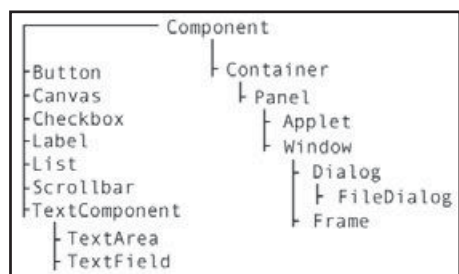 Component
Button Container
Canvas Panel
Checkbox Applet
Label Window
List Dialog
Scrollbar FileDialog
TextComponent Frame
TextArea
TextField